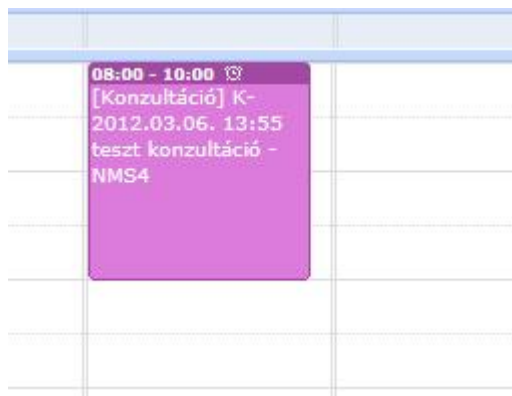 08:00 - 10:00
[Konzultáció] K-
2012.03.06. 13:55
teszt konzultáció -
NMS4